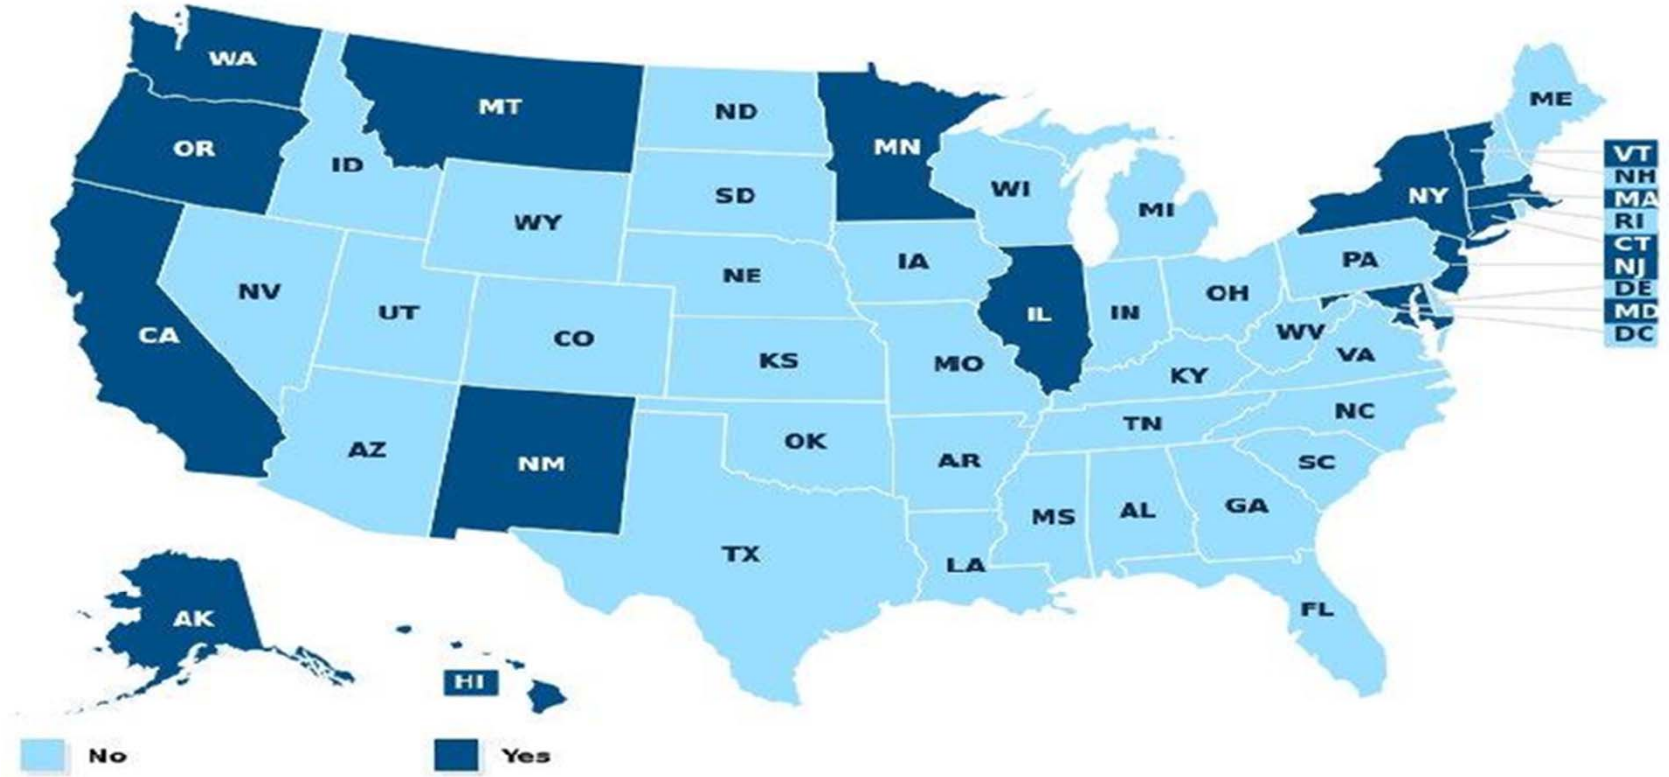 WA
MT
ND
MN
ME
OR
ID
VT
NH
MA
SD
WI
NY
RI
WY
MI
CT
IA
PA
NJ
NE
NV
OH
DE
UT
IL
IN
MD
CA
CO
WV
DC
VA
KS
MO
KY
NC
AZ
OK
TN
NM
AR
SC
MS
AL
GA
TX
LA
AK
FL
HI
No
Yes